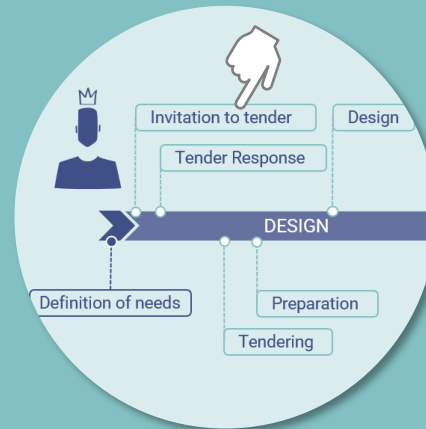 Invitation to tender
Design
Tender Response
DESIGN
Definition of needs
Preparation
Tendering